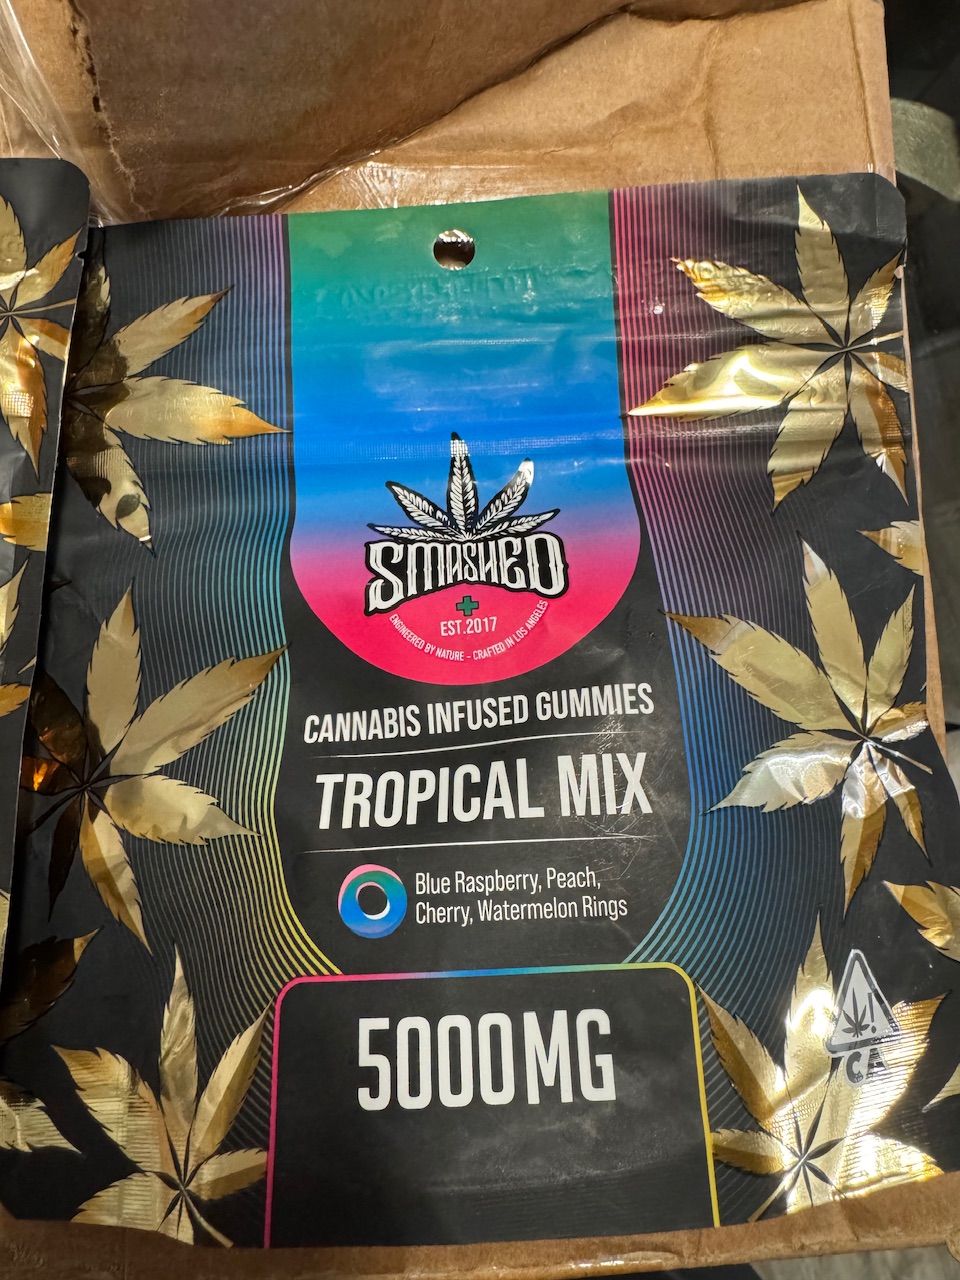 SMASHED
EST.2017
ENGINEERED BY NATURE - CRAFTED IN LOS ANGELES
CANNABIS INFUSED GUMMIES
TROPICAL MIX
Blue Raspberry, Peach,
Cherry, Watermelon Rings
!
CA
5000MG